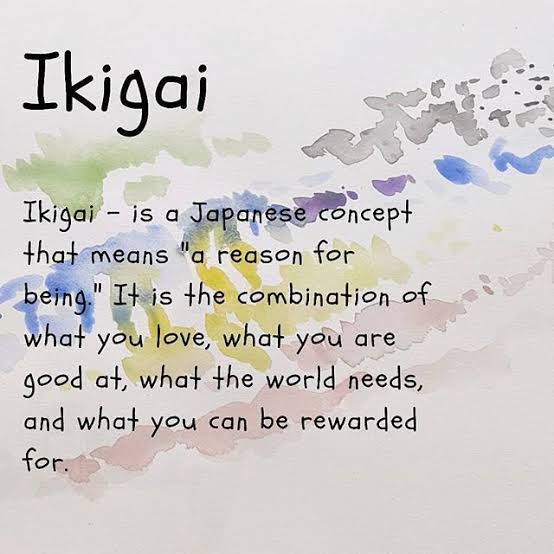 Ikigai
Ikigai - is a Japanese concept
that means "a reason for
being." It is the combination of
what you love, what you are
good at, what the world needs,
and what you can be rewarded
for.